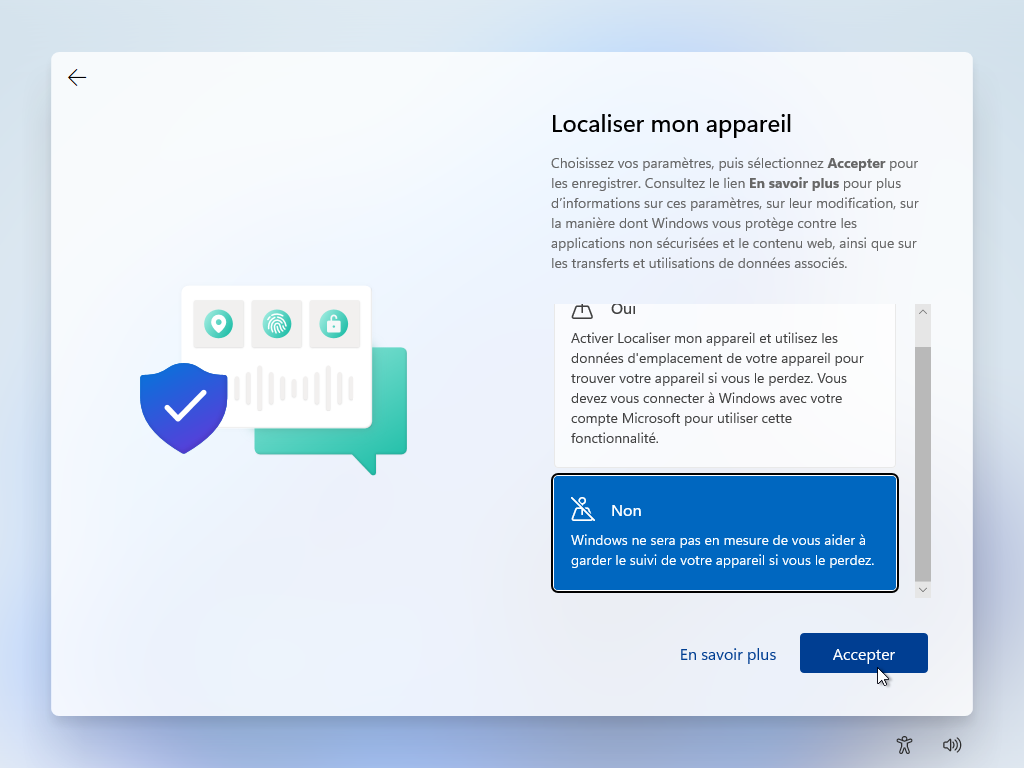 Localiser mon appareil
Choisissez vos paramètres, puis sélectionnez Accepter pour
les enregistrer. Consultez le lien En savoir plus pour plus
d'informations sur ces paramètres, sur leur modification, sur
la manière dont Windows vous protège contre les
applications non sécurisées et le contenu web, ainsi que sur
les transferts et utilisations de données associés.
Oui
Activer Localiser mon appareil et utilisez les
données d'emplacement de votre appareil pour
trouver votre appareil si vous le perdez. Vous
devez vous connecter à Windows avec votre
compte Microsoft pour utiliser cette
fonctionnalité.
Non
Windows ne sera pas en mesure de vous aider à
garder le suivi de votre appareil si vous le perdez.
En savoir plus
Accepter